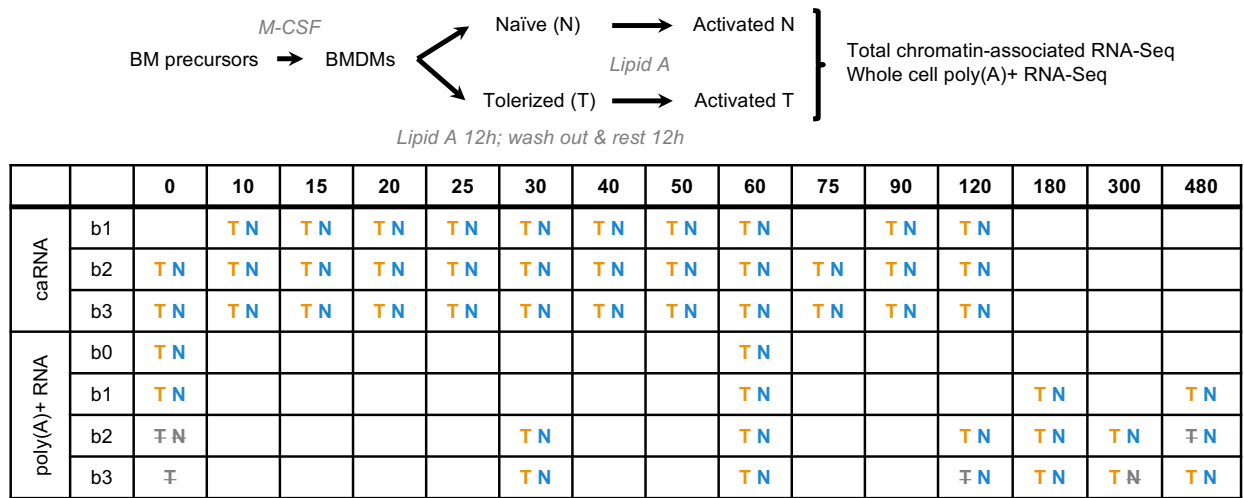 M-CSF
Naïve (N) Activated N
BM precursors BMDMs Lipid A
Tolerized (T) Activated T
Total chromatin-associated RNA-Seq
Whole cell poly(A)+ RNA-Seq
Lipid A 12h; wash out & rest 12h
0 10 15 20 25 30 40 50 60 75 90 120 180 300 480
caRNA
b1 T N T N T N T N T N T N T N T N T N T N
b2 T N T N T N T N T N T N T N T N T N T N T N T N
b3 T N T N T N T N T N T N T N T N T N T N T N T N
poly(A)+ RNA
b0 T N T N
b1 T N T N T N T N
b2 T N T N T N T N T N T N T N
b3 T T N T N T N T N T N T N